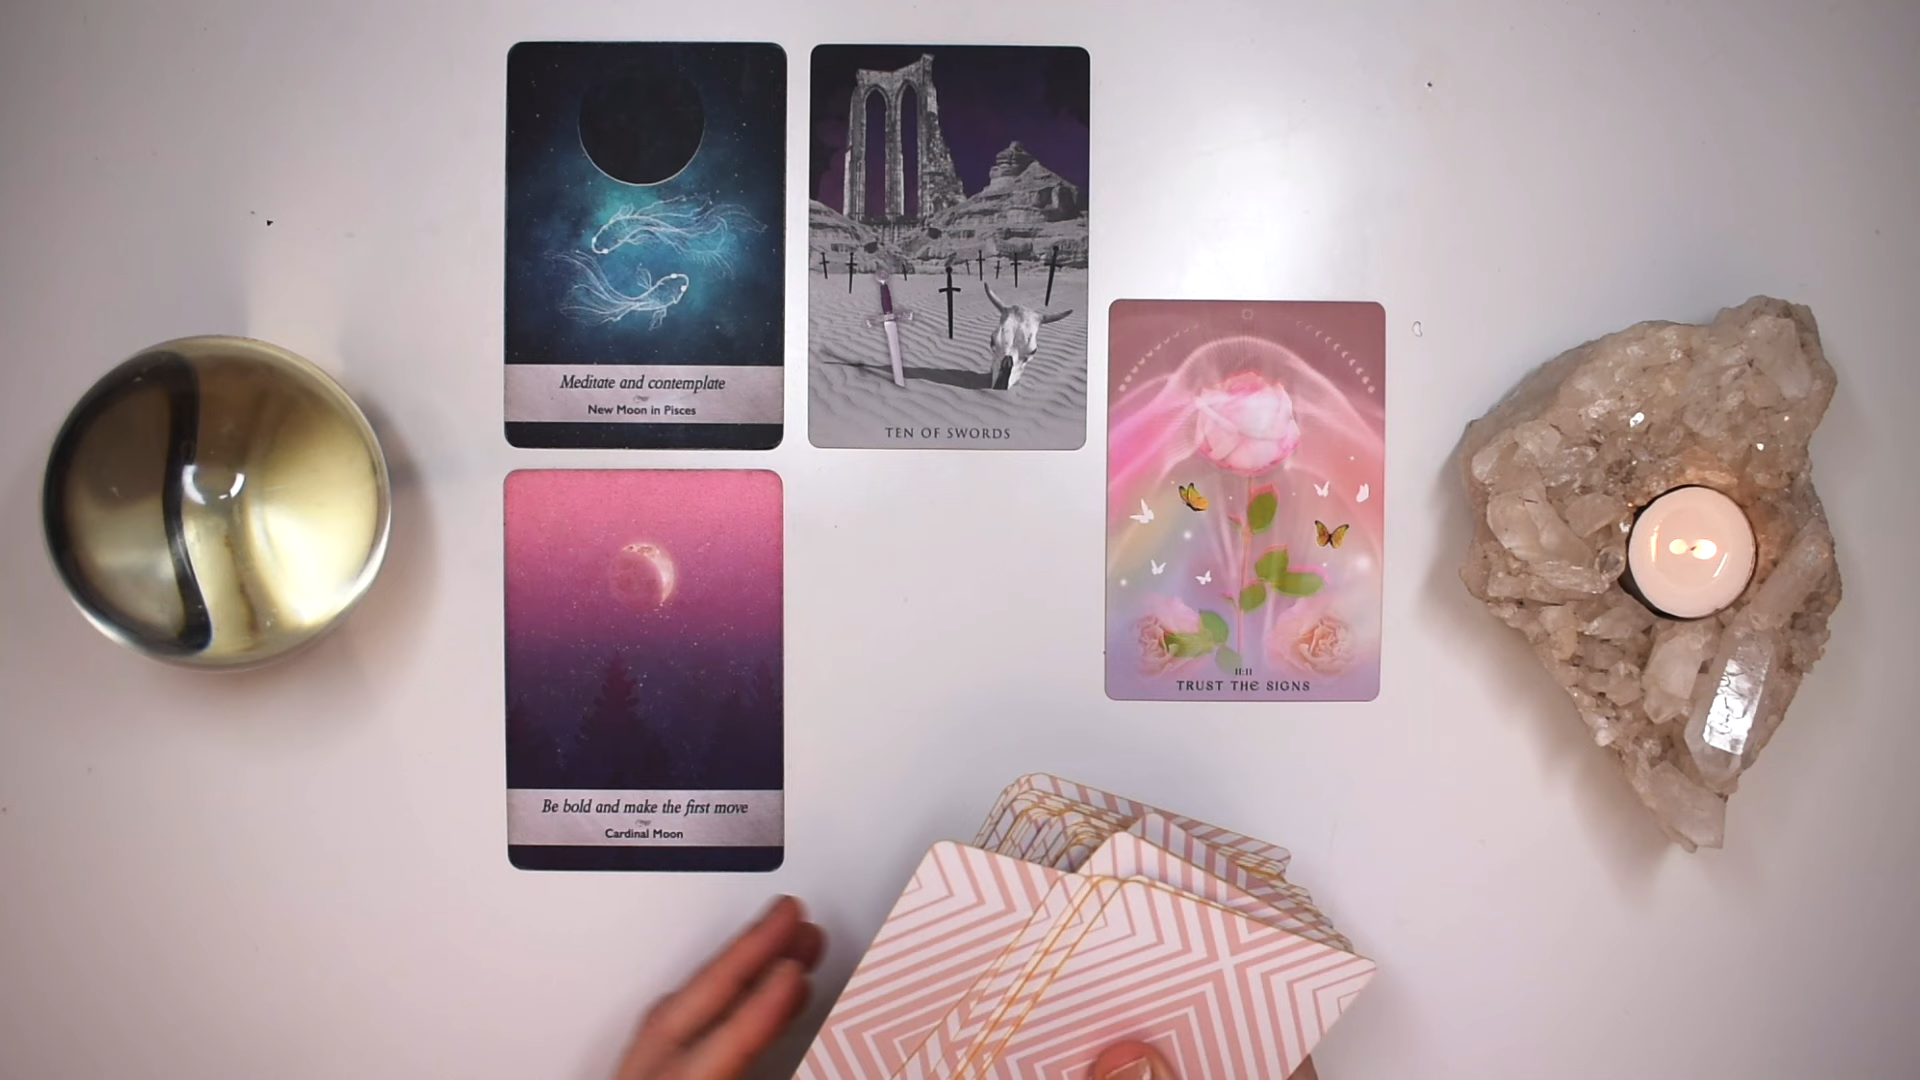 Meditate and contemplate
New Moon in Pisces
TEN OF SWORDS
11:11
TRUST THE SIGNS
Be bold and make the first move
Cardinal Moon